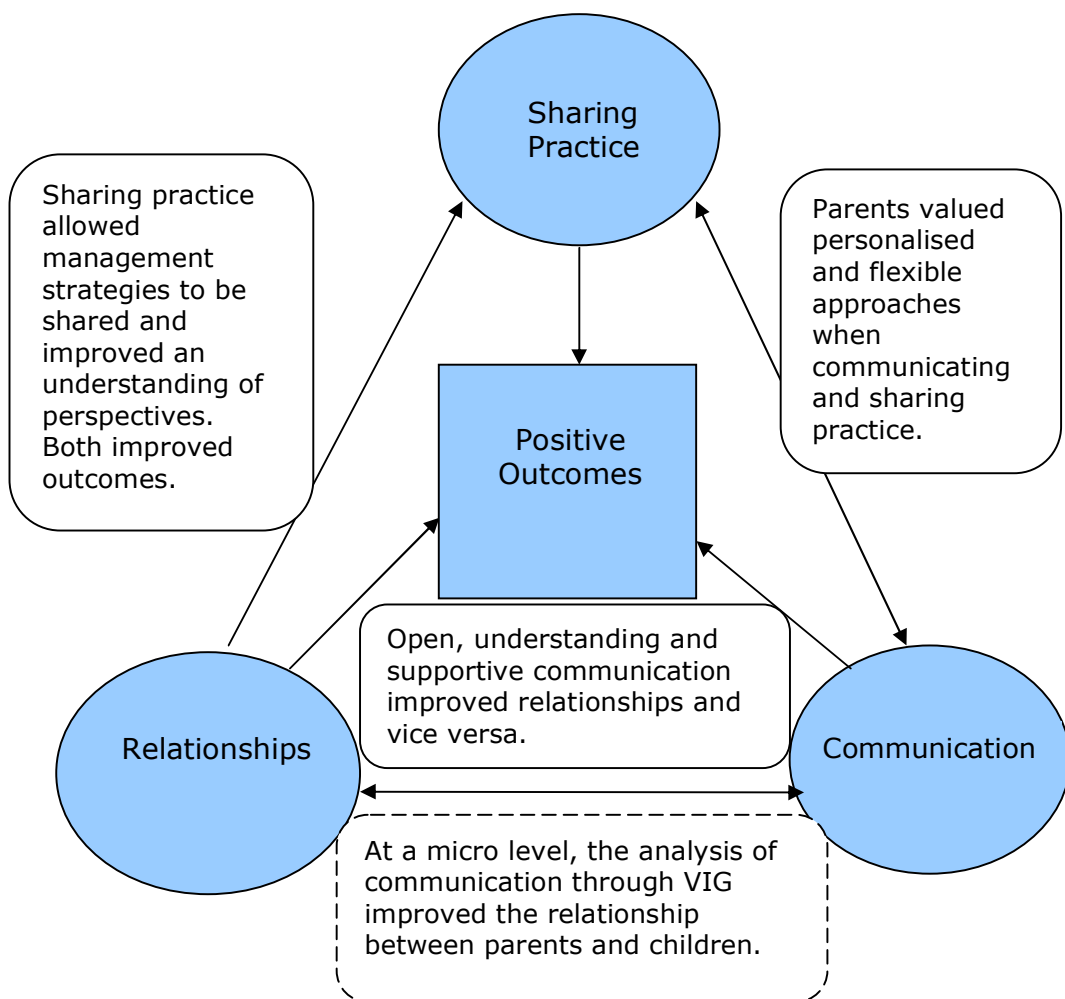 Sharing
Practice
Sharing practice
allowed
management
strategies to be
shared and
improved an
understanding of
perspectives.
Both improved
outcomes.
Parents valued
personalised
and flexible
approaches
when
communicating
and sharing
practice.
Positive
Outcomes
Open, understanding and
supportive communication
improved relationships and
vice versa.
Relationships
Communication
At a micro level, the analysis of
communication through VIG
improved the relationship
between parents and children.